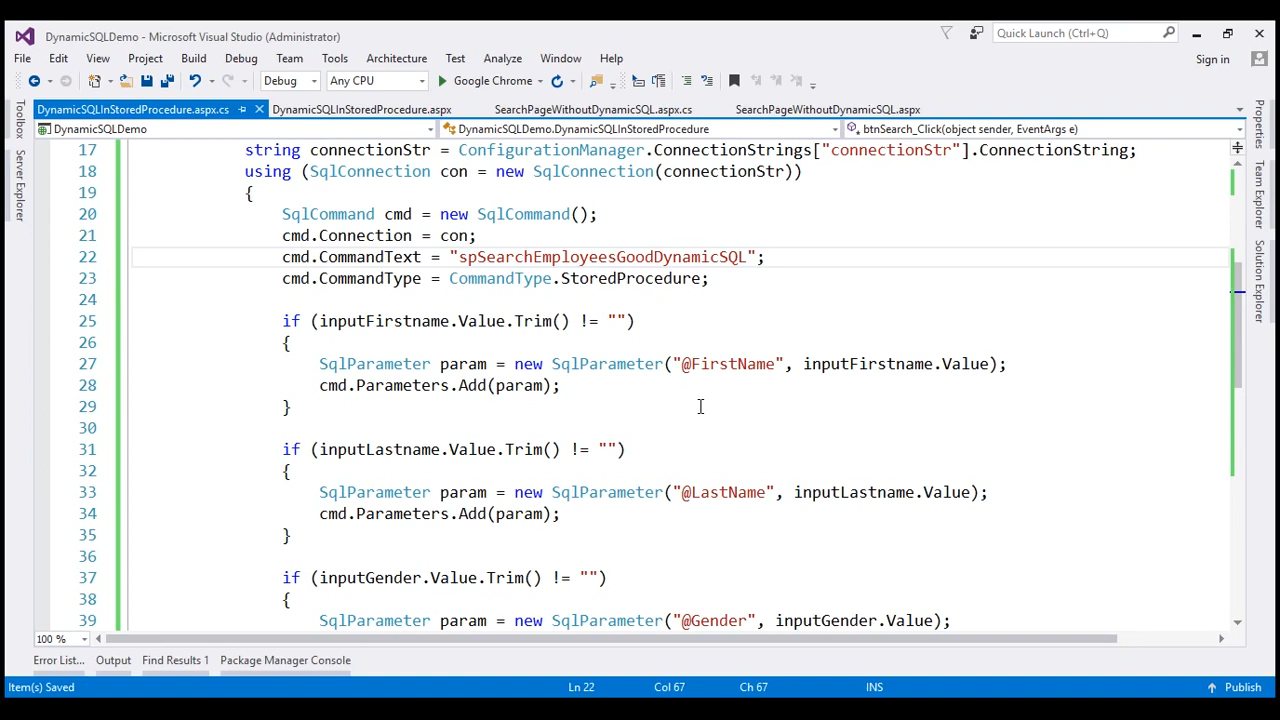 DynamicSQLDemo - Microsoft Visual Studio (Administrator)
Quick Launch (Ctrl+Q)
File Edit View Project Build Debug Team Tools Architecture Test Analyze Window Help
Sign in
Debug Any CPU Google Chrome
DynamicSQLInStoredProcedure.aspx.cs DynamicSQLInStoredProcedure.aspx SearchPageWithoutDynamicSQL.aspx.cs SearchPageWithoutDynamicSQL.aspx
DynamicSQLDemo DynamicSQLDemo.DynamicSQLInStoredProcedure btnSearch_Click(object sender, EventArgs e)
Toolbox
Server Explorer
Properties
Team Explorer
Solution Explorer
17 string connectionStr = ConfigurationManager.ConnectionStrings["connectionStr"].ConnectionString;
18 using (SqlConnection con = new SqlConnection(connectionStr))
19 {
20 SqlCommand cmd = new SqlCommand();
21 cmd.Connection = con;
22 cmd.CommandText = "spSearchEmployeesGoodDynamicSQL";
23 cmd.CommandType = CommandType.StoredProcedure;
24
25 if (inputFirstname.Value.Trim() != "")
26 {
27 SqlParameter param = new SqlParameter("@FirstName", inputFirstname.Value);
28 cmd.Parameters.Add(param);
29 }
30
31 if (inputLastname.Value.Trim() != "")
32 {
33 SqlParameter param = new SqlParameter("@LastName", inputLastname.Value);
34 cmd.Parameters.Add(param);
35 }
36
37 if (inputGender.Value.Trim() != "")
38 {
39 SqlParameter param = new SqlParameter("@Gender", inputGender.Value);
100 %
Error List... Output Find Results 1 Package Manager Console
Item(s) Saved Ln 22 Col 67 Ch 67 INS Publish